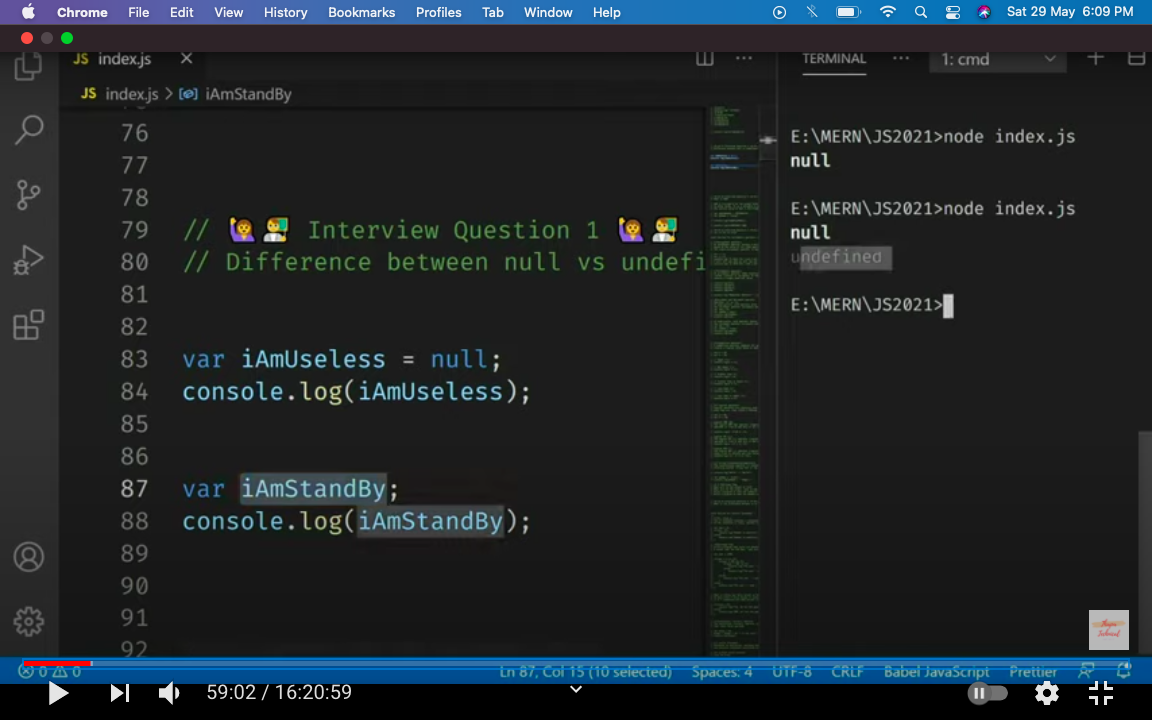 Chrome File Edit View History Bookmarks Profiles Tab Window Help Sat 29 May 6:09 PM
JS index.js
JS index.js > iAmStandBy
76
77
78
79 // 🙋💁 Interview Question 1 🙋💁
80 // Difference between null vs undefi
81
82
83 var iAmUseless = null;
84 console.log(iAmUseless);
85
86
87 var iAmStandBy;
88 console.log(iAmStandBy);
89
90
91
92
TERMINAL ··· 1: cmd
E:\MERN\JS2021>node index.js
null
E:\MERN\JS2021>node index.js
null
undefined
E:\MERN\JS2021>
0 0 Ln 87, Col 15 (10 selected) Spaces: 4 UTF-8 CRLF Babel JavaScript Prettier
59:02 / 16:20:59